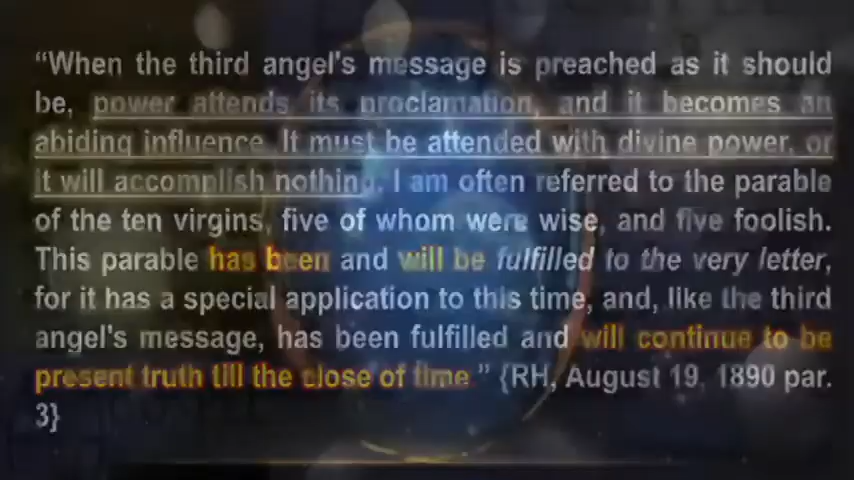 “When the third angel's message is preached as it should
be, power attends its proclamation, and it becomes an
abiding influence. It must be attended with divine power, or
it will accomplish nothing. I am often referred to the parable
of the ten virgins, five of whom were wise, and five foolish.
This parable has been and will be fulfilled to the very letter,
for it has a special application to this time, and, like the third
angel's message, has been fulfilled and will continue to be
present truth till the close of time.” {RH, August 19, 1890 par.
3}